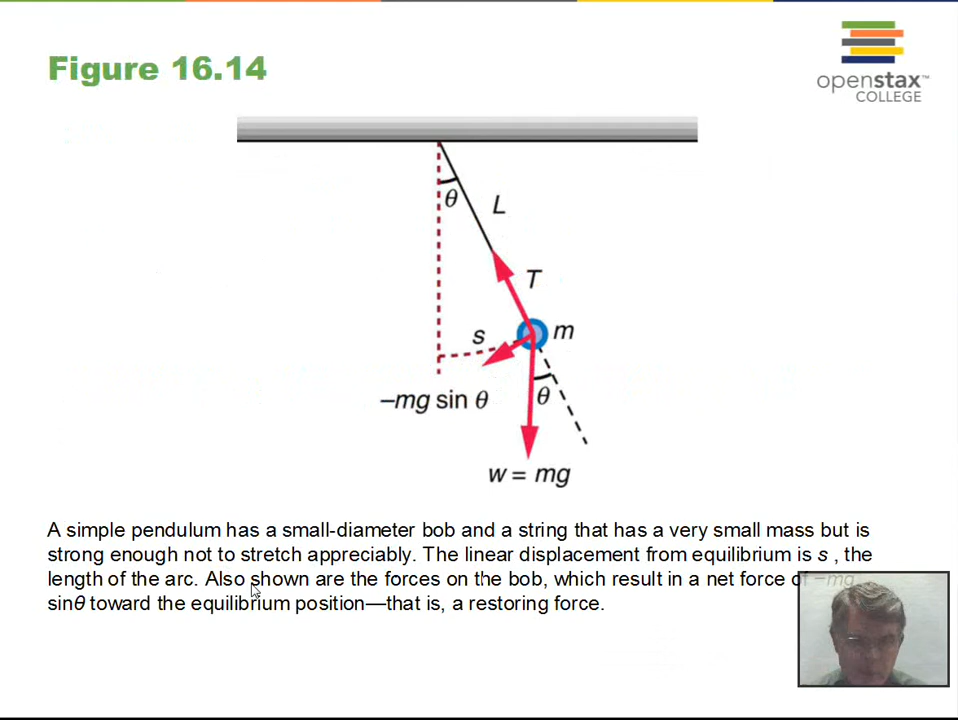 Figure 16.14
openstax™
COLLEGE
θ
L
T
s
m
–mg sin θ
θ
w = mg
A simple pendulum has a small-diameter bob and a string that has a very small mass but is
strong enough not to stretch appreciably. The linear displacement from equilibrium is s , the
length of the arc. Also shown are the forces on the bob, which result in a net force of −mg
sinθ toward the equilibrium position—that is, a restoring force.